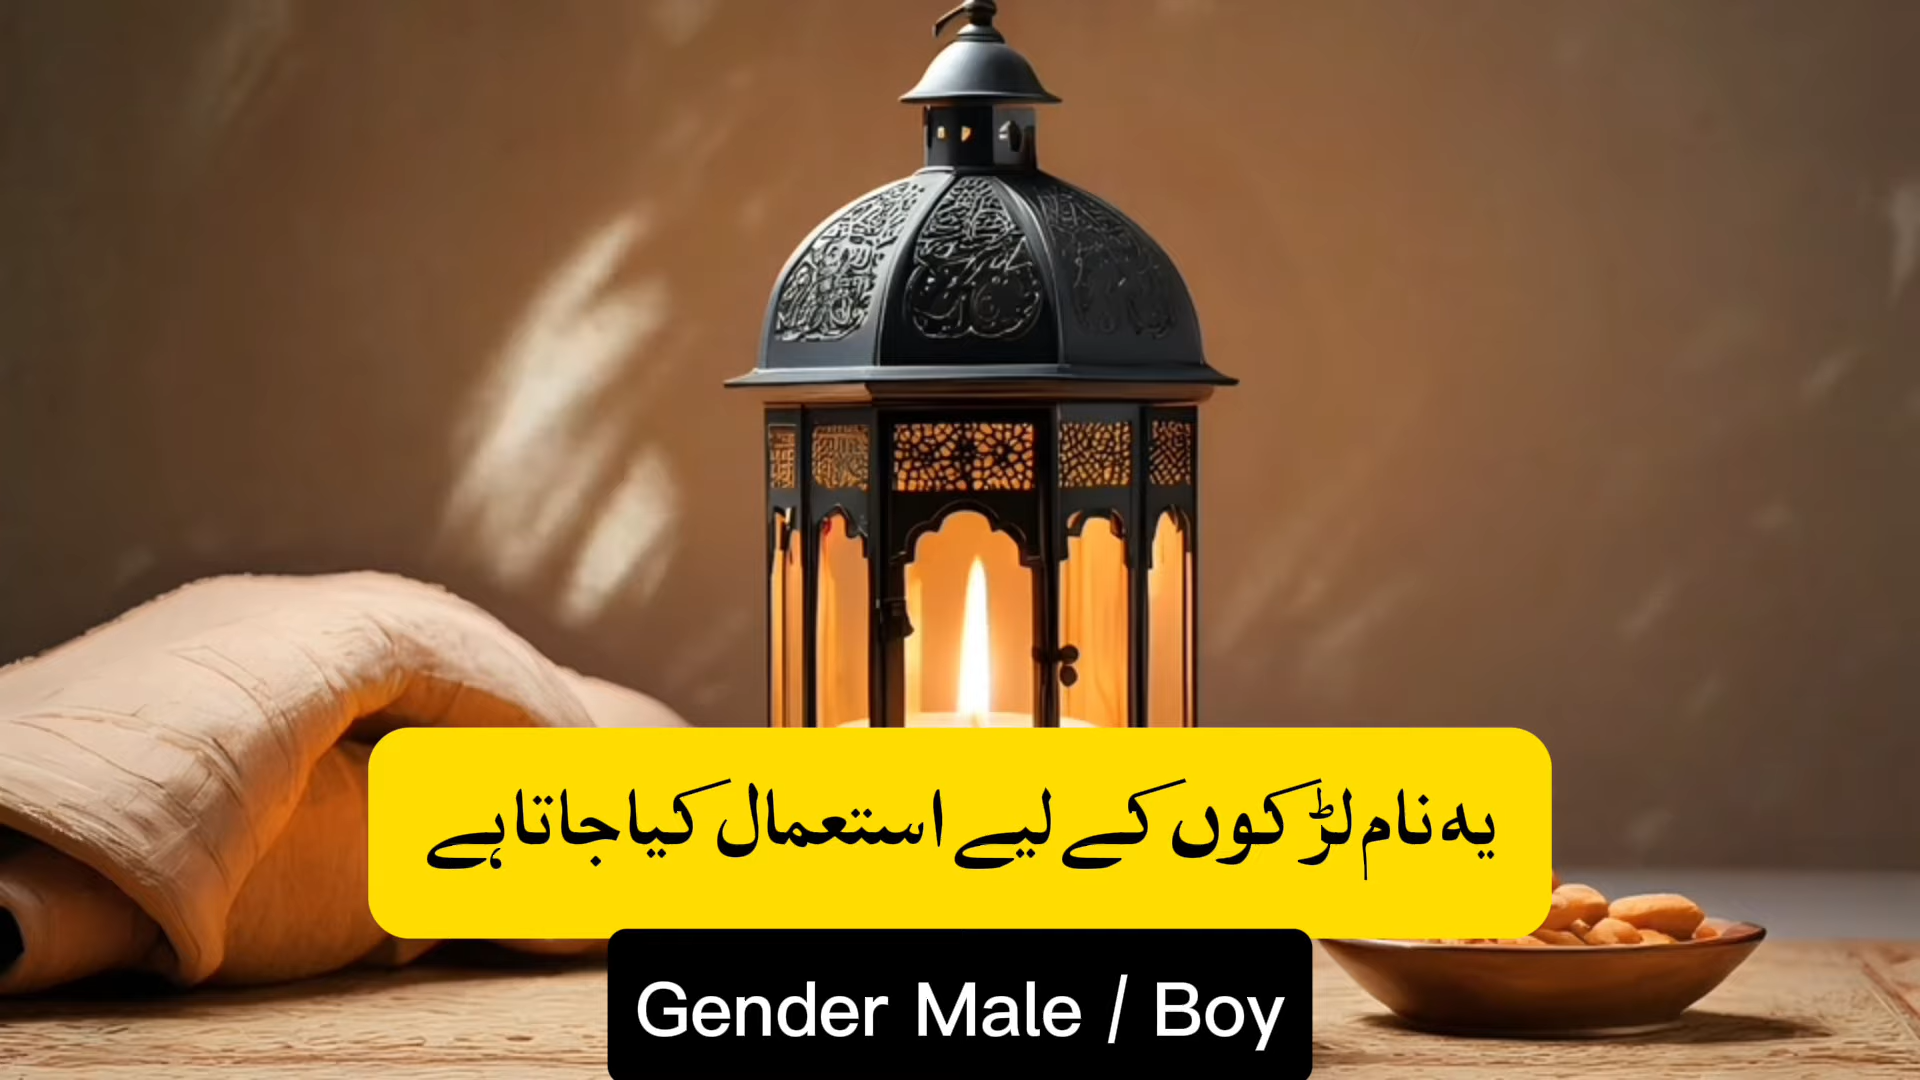 یہ نام لڑکوں کے لیے استعمال کیا جاتا ہے
Gender Male / Boy